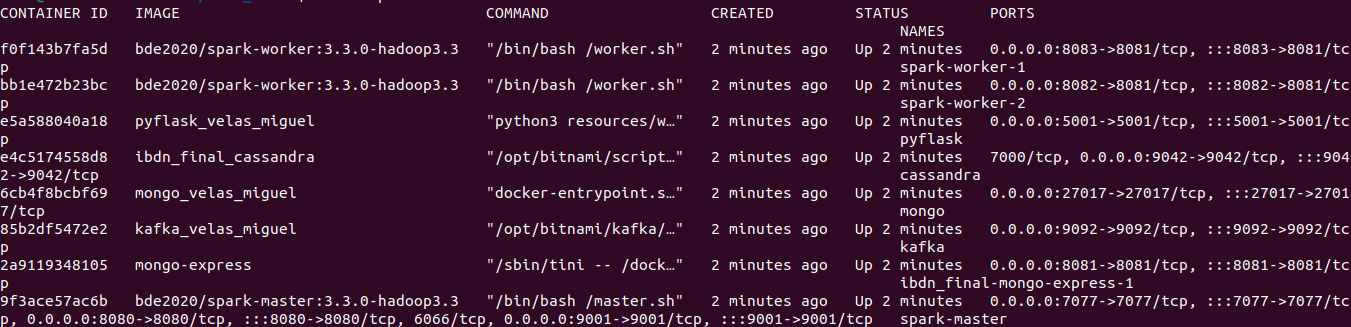 CONTAINER ID   IMAGE                                  COMMAND                  CREATED         STATUS         PORTS
NAMES
f0f143b7fa5d   bde2020/spark-worker:3.3.0-hadoop3.3   "/bin/bash /worker.sh"   2 minutes ago   Up 2 minutes   0.0.0.0:8083->8081/tcp, :::8083->8081/tc
p   spark-worker-1
bb1e472b23bc   bde2020/spark-worker:3.3.0-hadoop3.3   "/bin/bash /worker.sh"   2 minutes ago   Up 2 minutes   0.0.0.0:8082->8081/tcp, :::8082->8081/tc
p   spark-worker-2
e5a588040a18   pyflask_velas_miguel                   "python3 resources/w…"   2 minutes ago   Up 2 minutes   0.0.0.0:5001->5001/tcp, :::5001->5001/tc
p   pyflask
e4c5174558d8   ibdn_final_cassandra                   "/opt/bitnami/script…"   2 minutes ago   Up 2 minutes   7000/tcp, 0.0.0.0:9042->9042/tcp, :::904
2->9042/tcp   cassandra
6cb4f8bcbf69   mongo_velas_miguel                     "docker-entrypoint.s…"   2 minutes ago   Up 2 minutes   0.0.0.0:27017->27017/tcp, :::27017->2701
7/tcp   mongo
85b2df5472e2   kafka_velas_miguel                     "/opt/bitnami/kafka/…"   2 minutes ago   Up 2 minutes   0.0.0.0:9092->9092/tcp, :::9092->9092/tc
p   kafka
2a9119348105   mongo-express                          "/sbin/tini -- /dock…"   2 minutes ago   Up 2 minutes   0.0.0.0:8081->8081/tcp, :::8081->8081/tc
p   ibdn_final-mongo-express-1
9f3ace57ac6b   bde2020/spark-master:3.3.0-hadoop3.3   "/bin/bash /master.sh"   2 minutes ago   Up 2 minutes   0.0.0.0:7077->7077/tcp, :::7077->7077/tc
p, 0.0.0.0:8080->8080/tcp, :::8080->8080/tcp, 6066/tcp, 0.0.0.0:9001->9001/tcp, :::9001->9001/tcp   spark-master